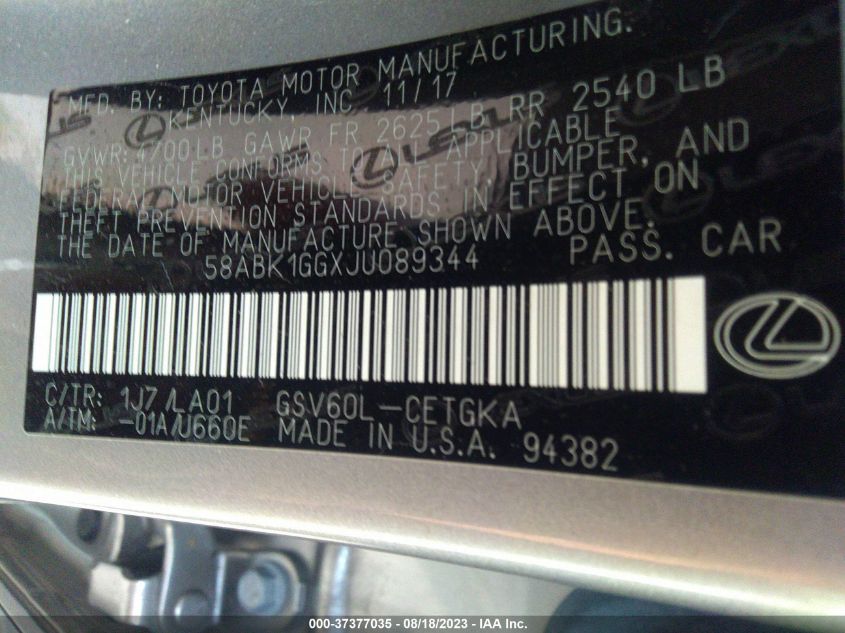 MFD. BY: TOYOTA MOTOR MANUFACTURING.
KENTUCKY, INC 11/17
GVWR: 4700LB GAWR FR 2625LB RR 2540 LB
THIS VEHICLE CONFORMS TO ALL APPLICABLE
FEDERAL MOTOR VEHICLE SAFETY, BUMPER, AND
THEFT PREVENTION STANDARDS IN EFFECT ON
THE DATE OF MANUFACTURE SHOWN ABOVE.
58ABK1GGXJU089344 PASS. CAR
C/TR: 1J7/LA01 GSV60L-CETGKA
A/TM: -01A/U660E MADE IN U.S.A. 94382
LEXUS
000-37377035 - 08/18/2023 - IAA Inc.